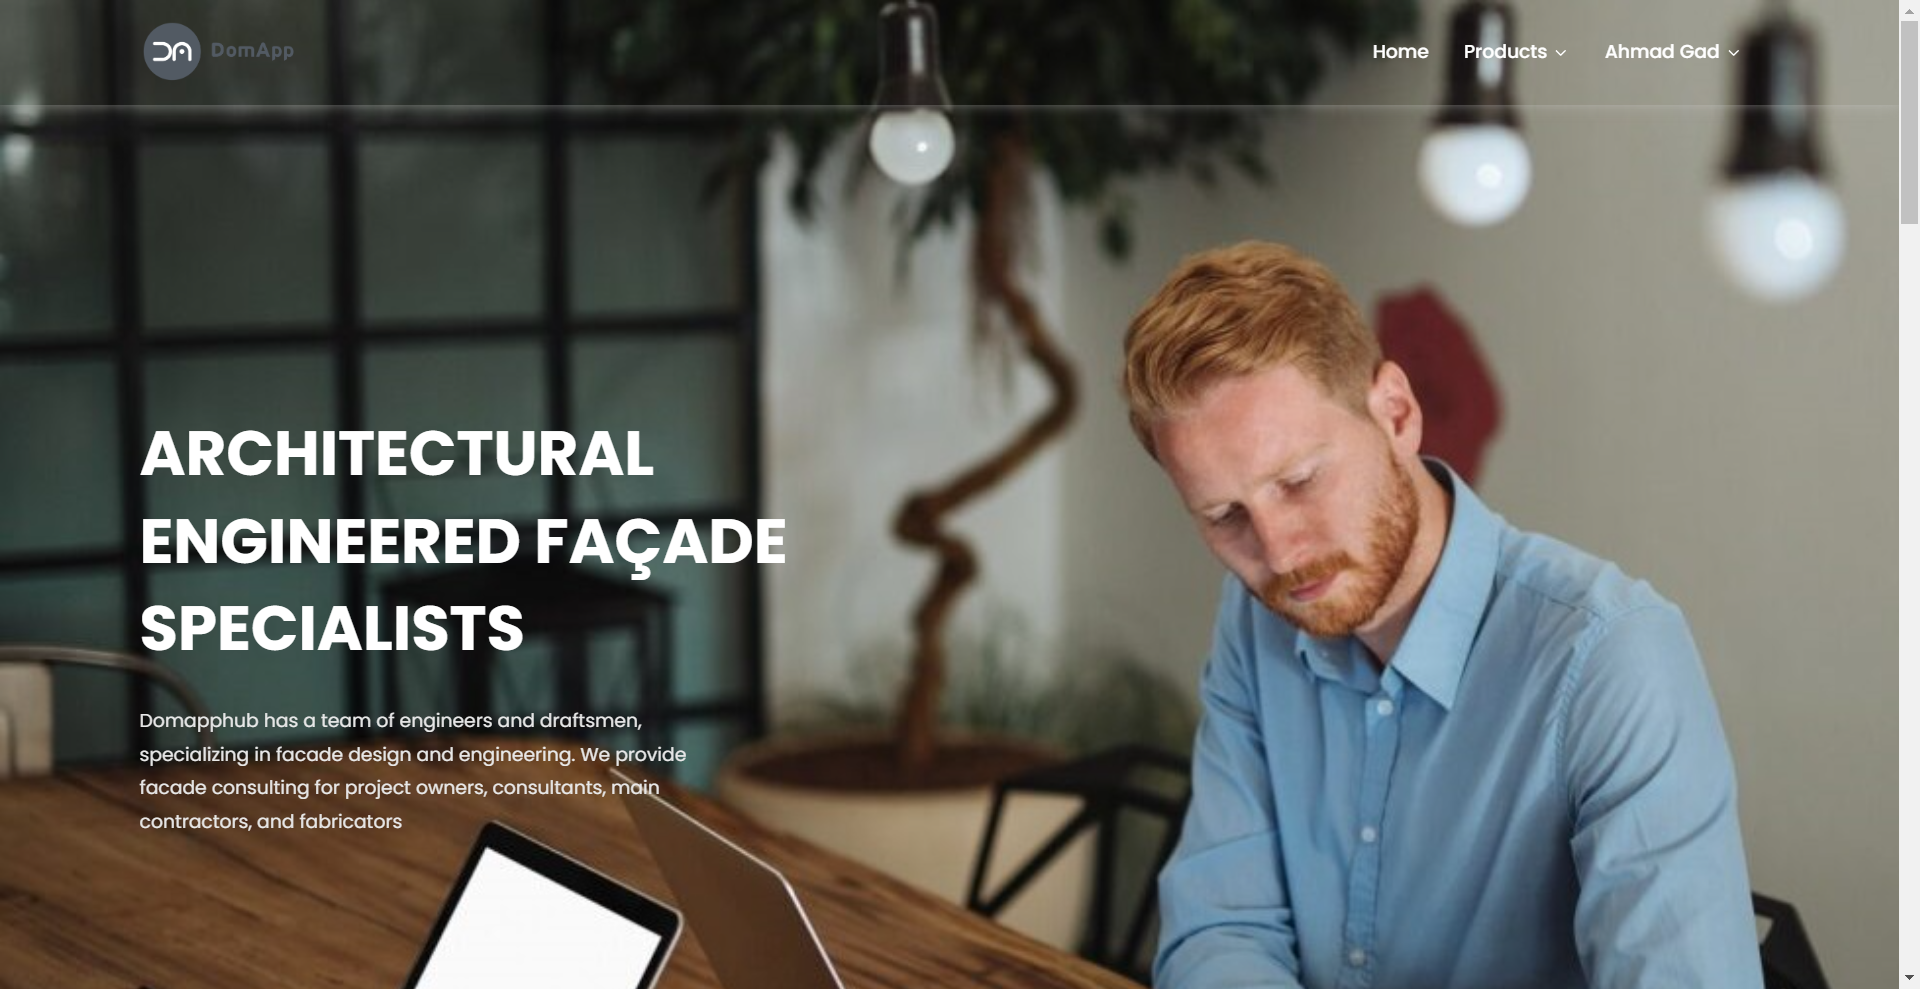 DA DomApp
Home Products Ahmad Gad
ARCHITECTURAL
ENGINEERED FAÇADE
SPECIALISTS
Domapphub has a team of engineers and draftsmen,
specializing in facade design and engineering. We provide
facade consulting for project owners, consultants, main
contractors, and fabricators